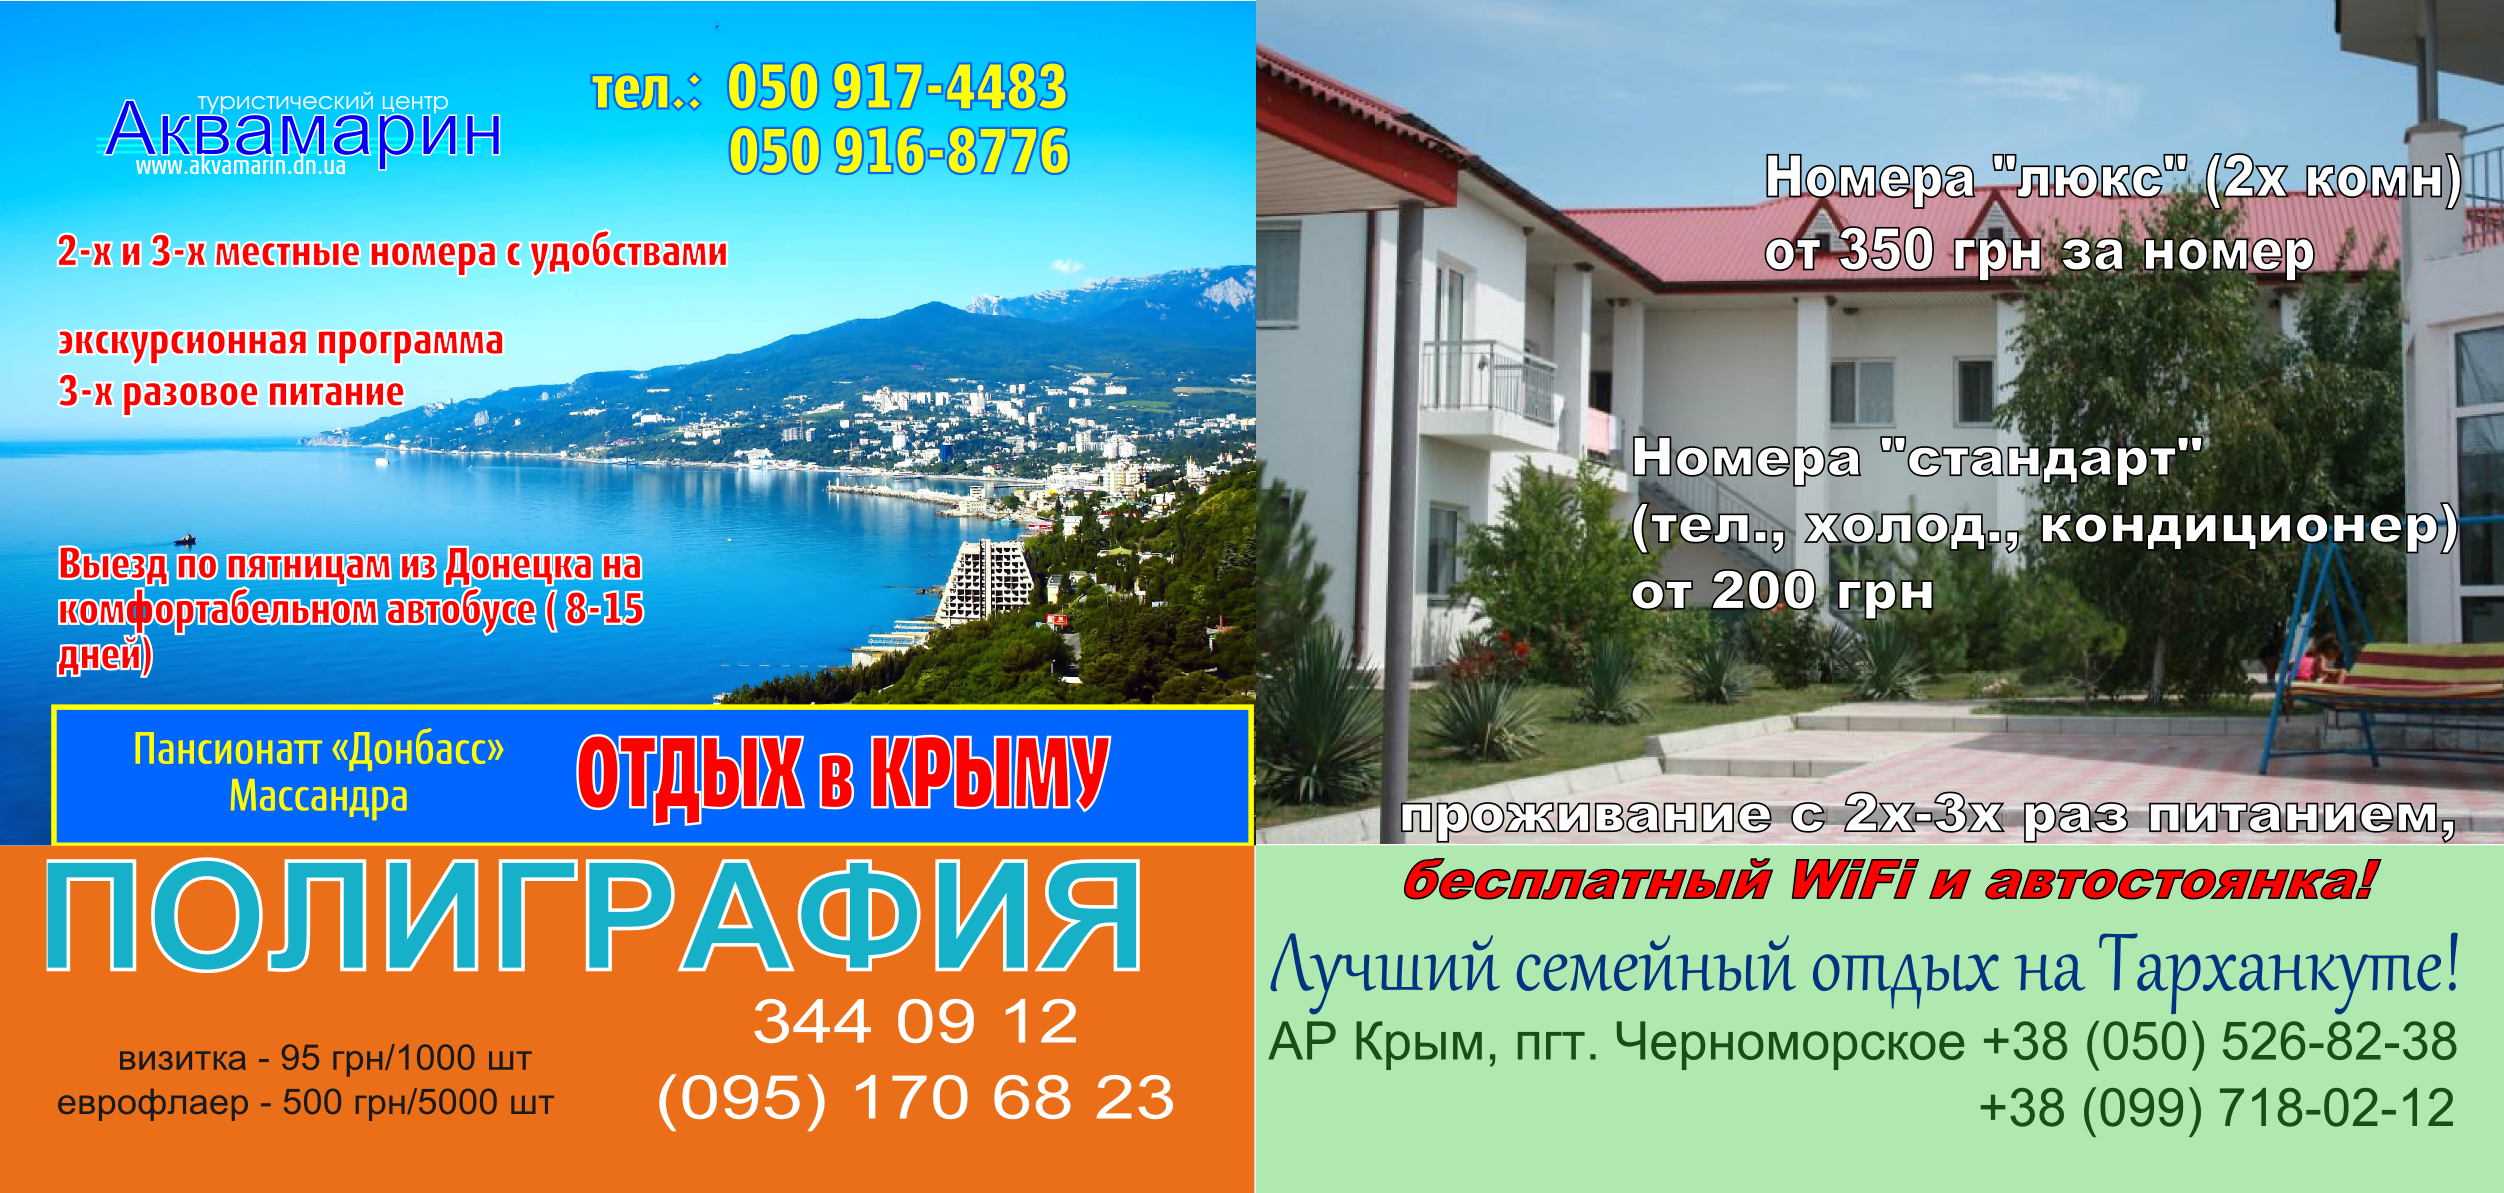 туристический центр
Аквамарин
www.akvamarin.dn.ua
тел.: 050 917-4483
050 916-8776
2-х и 3-х местные номера с удобствами
экскурсионная программа
3-х разовое питание
Выезд по пятницам из Донецка на
комфортабельном автобусе ( 8-15
дней)
Пансионатт «Донбасс»
Массандра
ОТДЫХ в КРЫМУ
ПОЛИГРАФИЯ
344 09 12
(095) 170 68 23
визитка - 95 грн/1000 шт
еврофлаер - 500 грн/5000 шт
Номера "люкс" (2х комн)
от 350 грн за номер
Номера "стандарт"
(тел., холод., кондиционер)
от 200 грн
проживание с 2х-3х раз питанием,
бесплатный WiFi и автостоянка!
Лучший семейный отдых на Тарханкуте!
АР Крым, пгт. Черноморское +38 (050) 526-82-38
+38 (099) 718-02-12